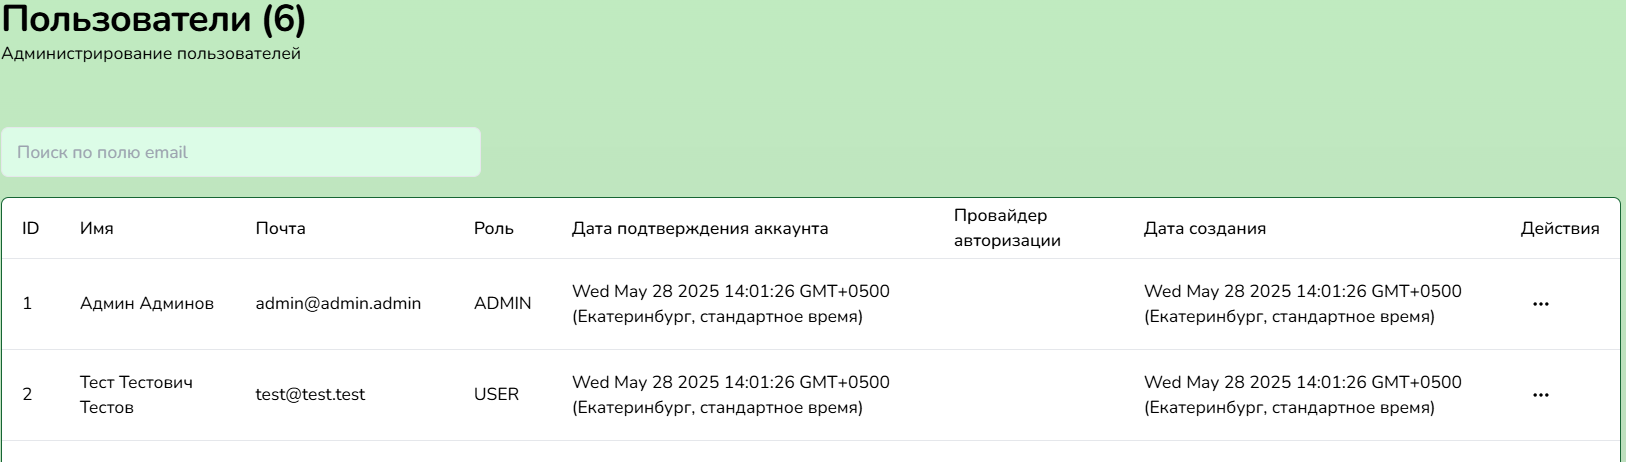 Пользователи (6)
Администрирование пользователей
Поиск по полю email
ID Имя Почта Роль Дата подтверждения аккаунта Провайдер авторизации Дата создания Действия
1 Админ Админов admin@admin.admin ADMIN Wed May 28 2025 14:01:26 GMT+0500 (Екатеринбург, стандартное время) Wed May 28 2025 14:01:26 GMT+0500 (Екатеринбург, стандартное время) ...
2 Тест Тестович Тестов test@test.test USER Wed May 28 2025 14:01:26 GMT+0500 (Екатеринбург, стандартное время) Wed May 28 2025 14:01:26 GMT+0500 (Екатеринбург, стандартное время) ...